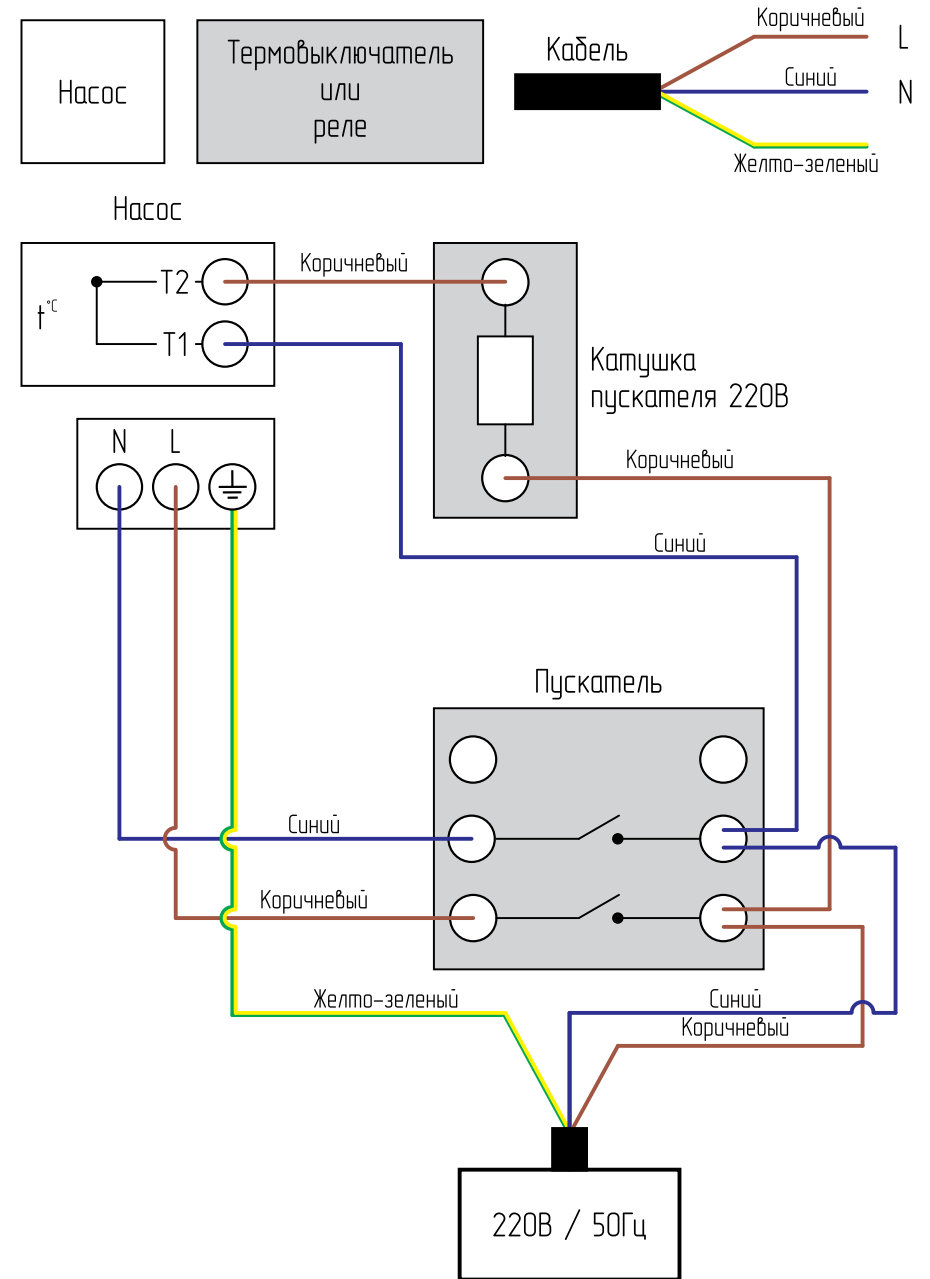 Насос
Термовыключатель
или
реле
Кабель
Коричневый
L
Синий
N
Желто-зеленый
Насос
t°C
T2
T1
Коричневый
Катушка
пускателя 220В
N
L
Коричневый
Синий
Пускатель
Синий
Коричневый
Желто-зеленый
Синий
Коричневый
220В / 50Гц